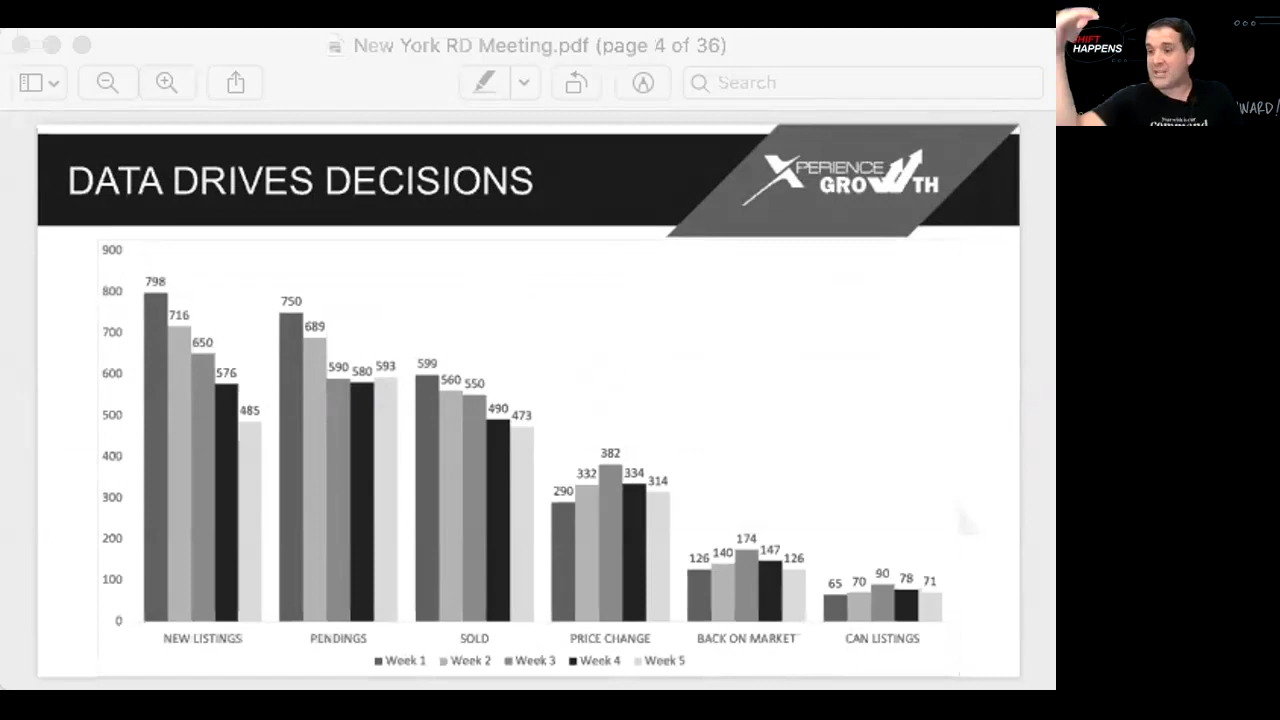 New York RD Meeting.pdf (page 4 of 36)
Search
SHIFT
HAPPENS
WARD!
command
DATA DRIVES DECISIONS
XPERIENCE
GROWTH
900
800
700
600
500
400
300
200
100
0
798 716 650 576 485
750 689 590 580 593
599 560 550 490 473
290 332 382 334 314
126 140 174 147 126
65 70 90 78 71
NEW LISTINGS PENDINGS SOLD PRICE CHANGE BACK ON MARKET CAN LISTINGS
Week 1 Week 2 Week 3 Week 4 Week 5